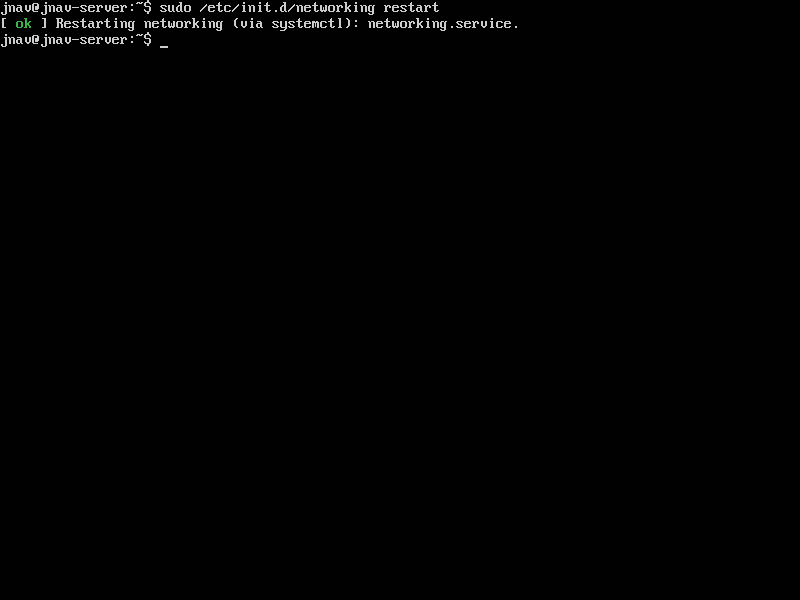 jnav@jnav-server:~$ sudo /etc/init.d/networking restart
[ ok ] Restarting networking (via systemctl): networking.service.
jnav@jnav-server:~$ _